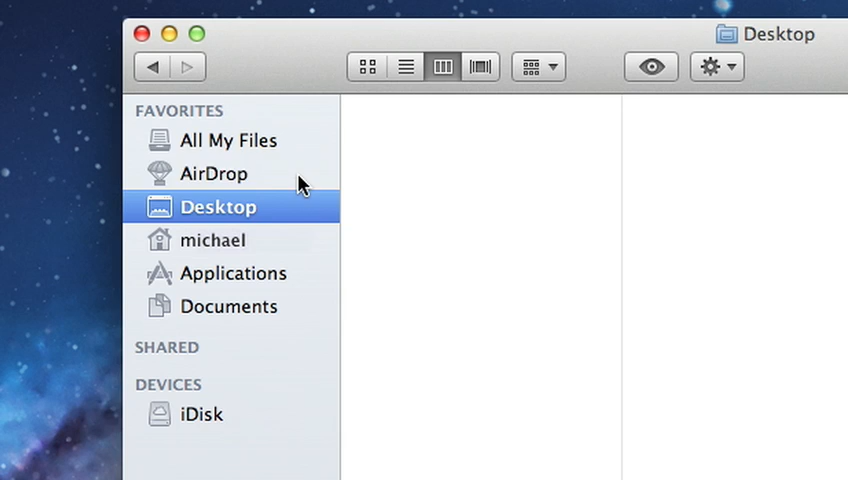 Desktop
FAVORITES
All My Files
AirDrop
Desktop
michael
Applications
Documents
SHARED
DEVICES
iDisk